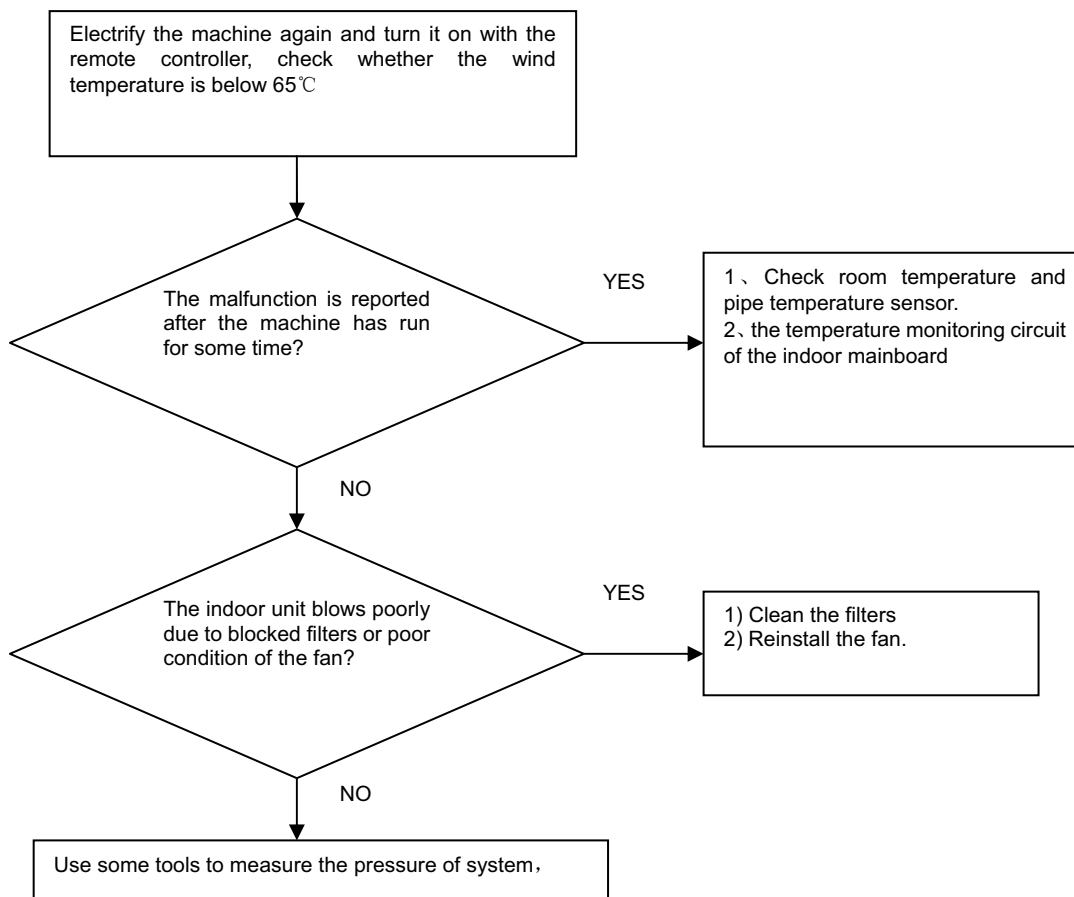 Electrify the machine again and turn it on with the
remote controller, check whether the wind
temperature is below 65℃
The malfunction is reported
after the machine has run
for some time?
YES
1、Check room temperature and
pipe temperature sensor.
2、the temperature monitoring circuit
of the indoor mainboard
NO
The indoor unit blows poorly
due to blocked filters or poor
condition of the fan?
YES
1) Clean the filters
2) Reinstall the fan.
NO
Use some tools to measure the pressure of system，